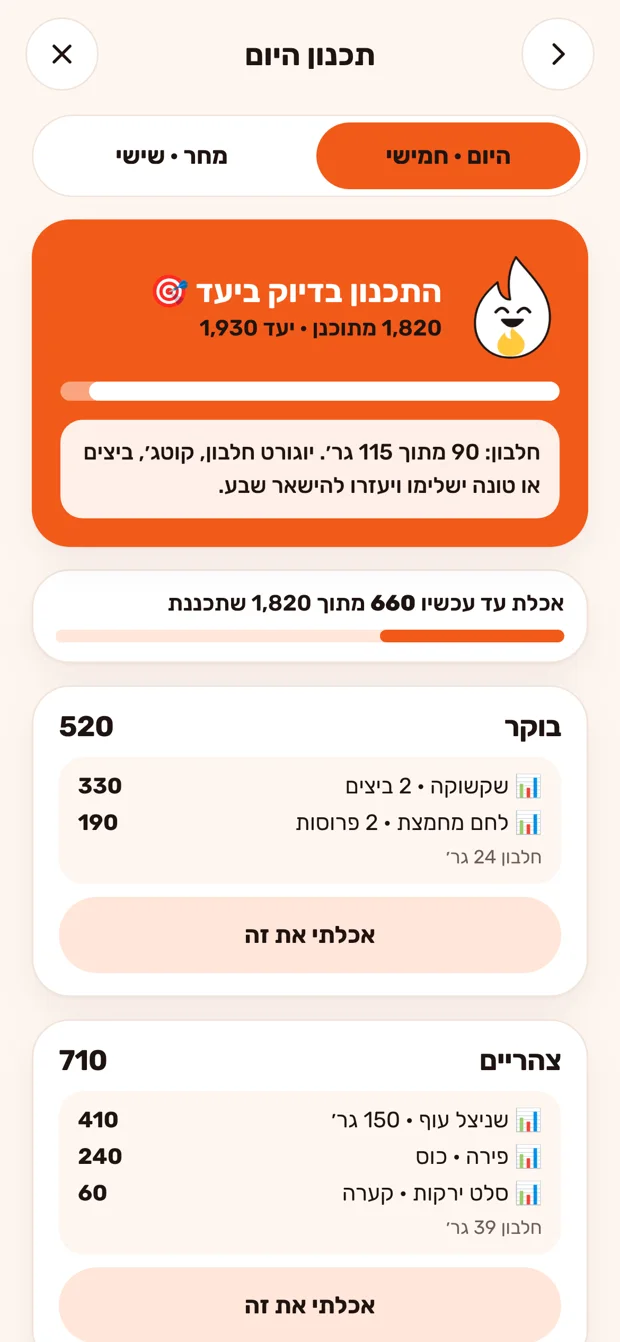 תכנון היום
היום • חמישי
מחר • שישי
התכנון בדיוק ביעד 🎯
1,820 מתוכנן • יעד 1,930
חלבון: 90 מתוך 115 גר׳. יוגורט חלבון, קוטג׳, ביצים
או טונה ישלימו ויעזרו להישאר שבע.
אכלת עד עכשיו 660 מתוך 1,820 שתכננת
בוקר 520
📊 שקשוקה • 2 ביצים 330
📊 לחם מחמצת • 2 פרוסות 190
חלבון 24 גר׳
אכלתי את זה
צהריים 710
📊 שניצל עוף • 150 גר׳ 410
📊 פירה • כוס 240
📊 סלט ירקות • קערה 60
חלבון 39 גר׳
אכלתי את זה